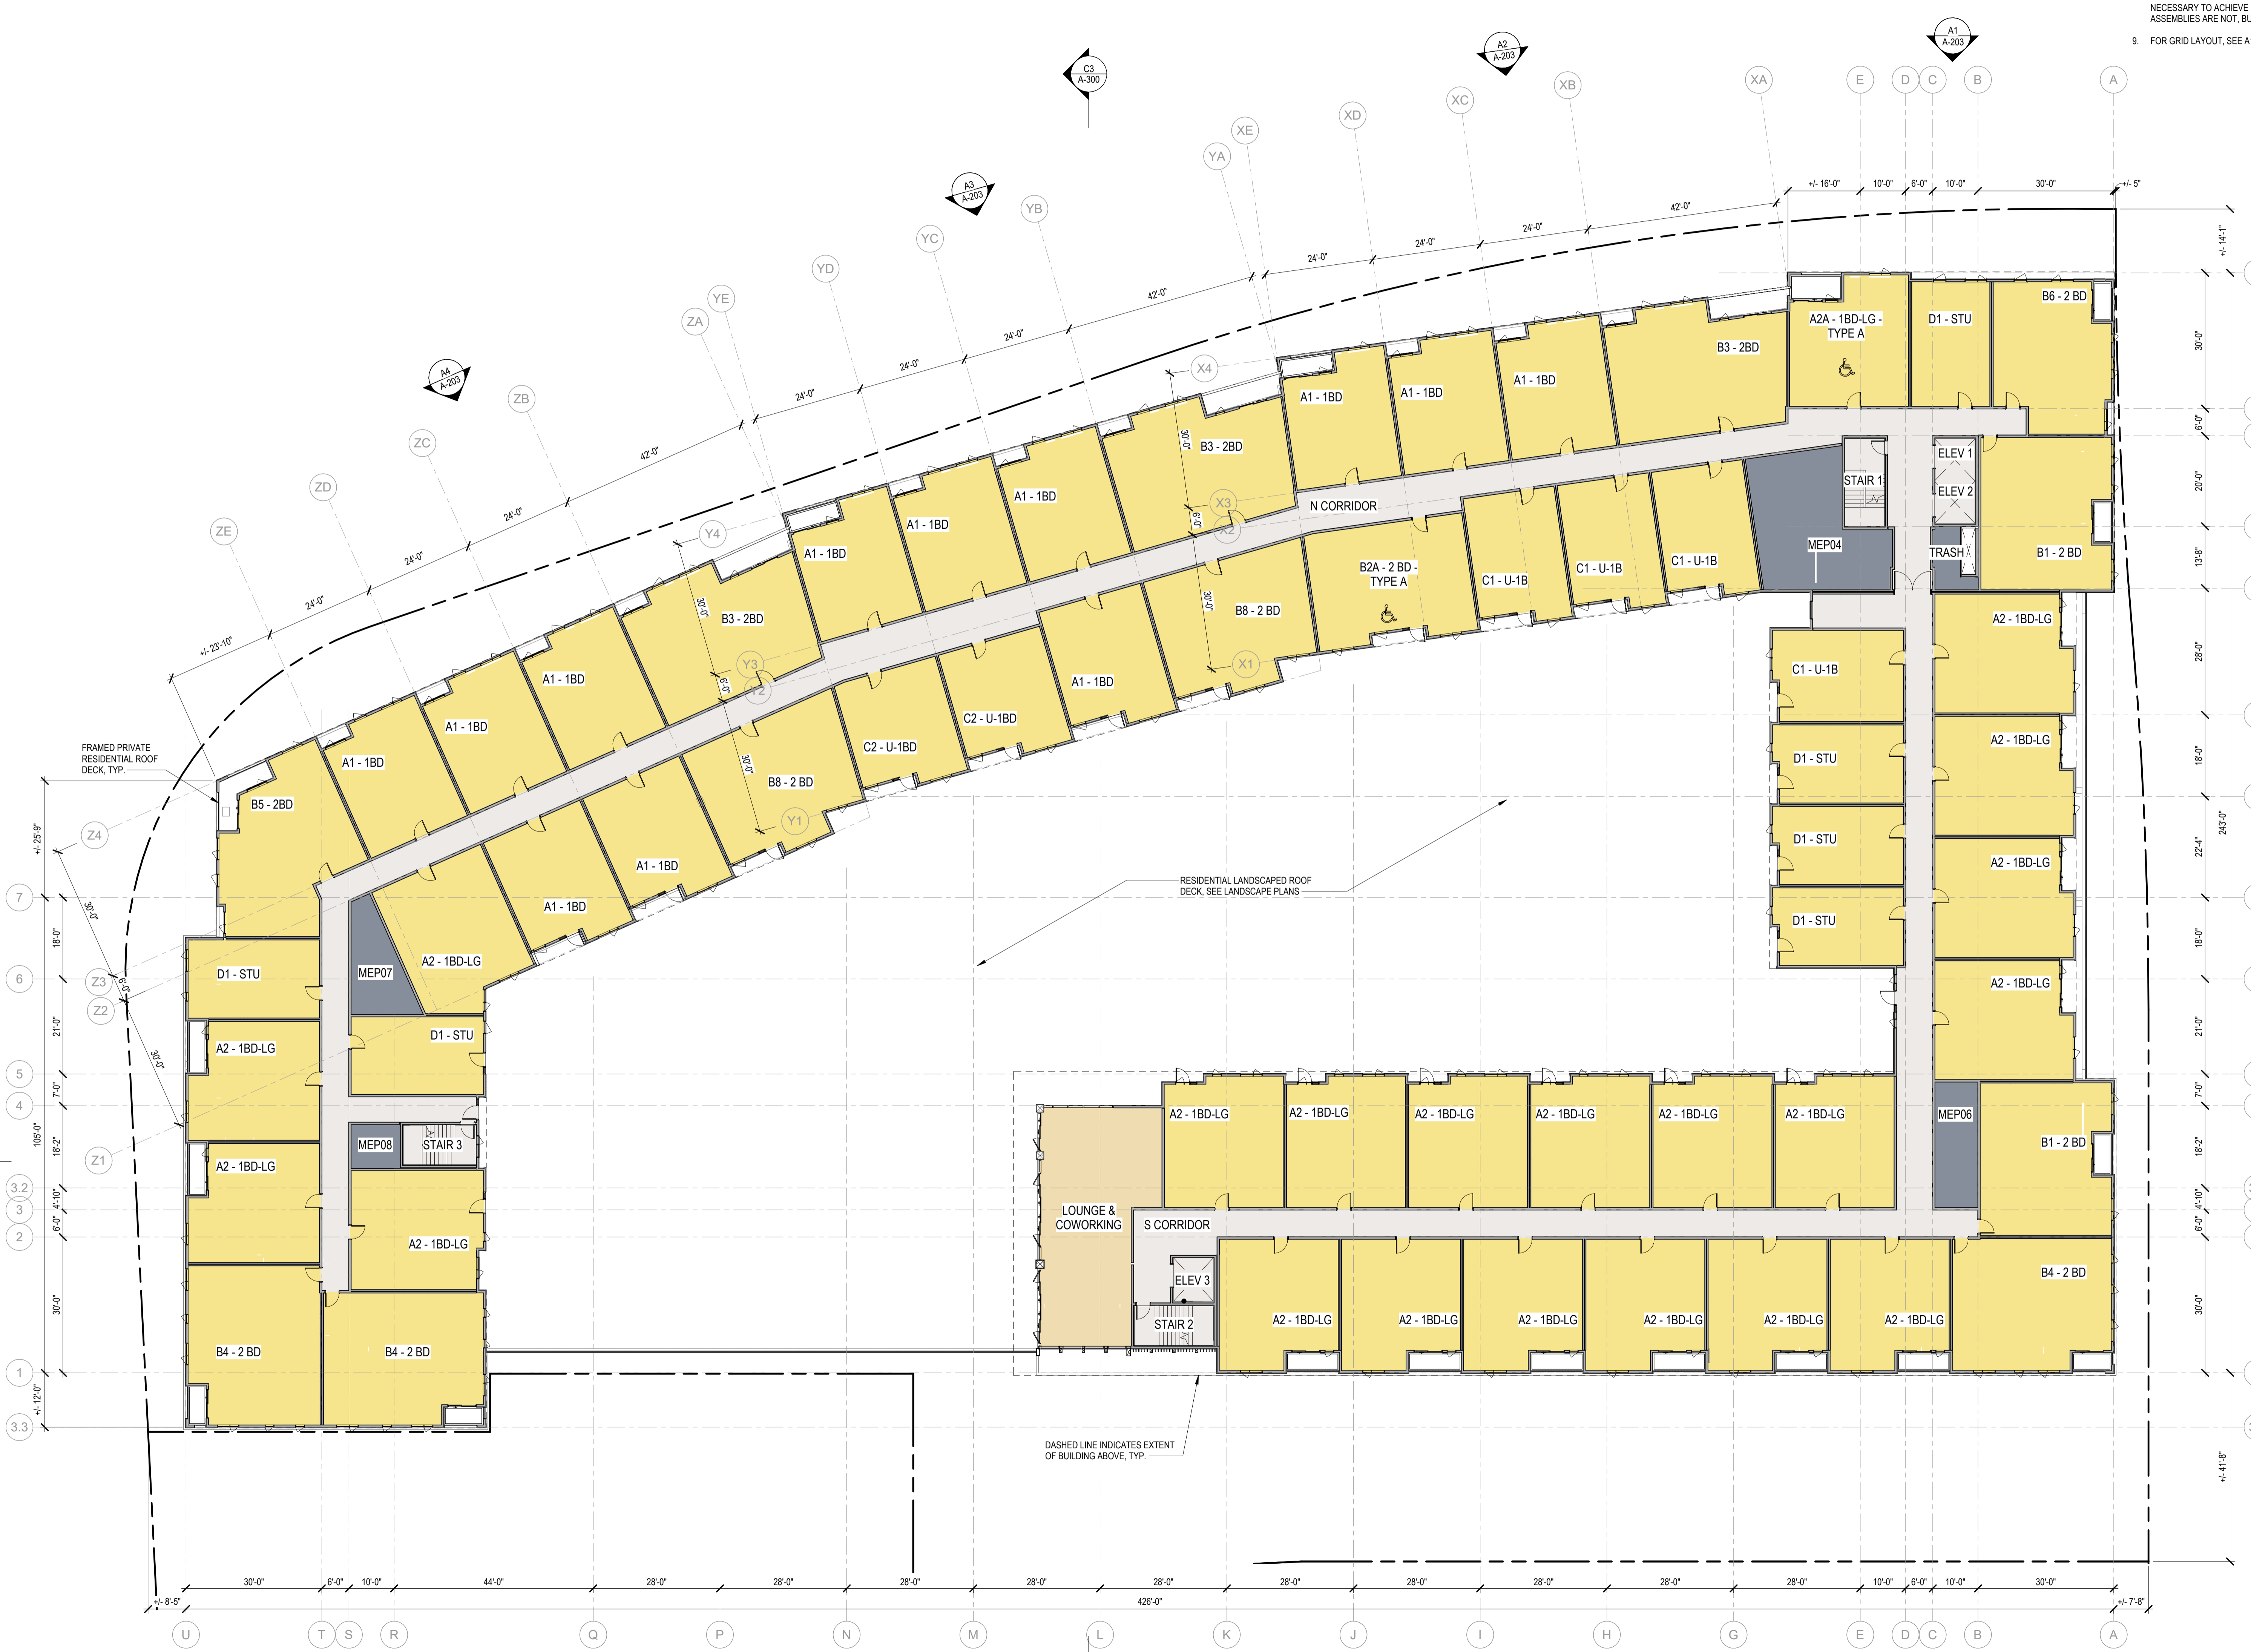 NECESSARY TO ACHIEVE
ASSEMBLIES ARE NOT, BU
9. FOR GRID LAYOUT, SEE A
A1
A-203
A2
A-203
C3
A-300
A3
A-203
A4
A-203
XA
E
D
C
B
A
XB
XC
XD
XE
YA
YB
YC
YD
YE
ZA
ZB
ZC
ZD
ZE
+/- 16'-0"
10'-0"
6'-0"
10'-0"
30'-0"
+/- 5"
42'-0"
24'-0"
24'-0"
24'-0"
42'-0"
24'-0"
24'-0"
24'-0"
42'-0"
24'-0"
24'-0"
24'-0"
+/- 23'-10"
+/- 14'-1"
30'-0"
6'-0"
20'-0"
13'-8"
28'-0"
18'-0"
22'-4"
18'-0"
21'-0"
7'-0"
18'-2"
4'-10"
6'-0"
30'-0"
243'-0"
+/- 41'-8"
A2A - 1BD-LG -
TYPE A
D1 - STU
B6 - 2 BD
B3 - 2BD
A1 - 1BD
A1 - 1BD
A1 - 1BD
X4
30'-0"
B3 - 2BD
X3
6'-0"
X2
N CORRIDOR
30'-0"
X1
STAIR 1
ELEV 1
ELEV 2
TRASH
MEP04
B1 - 2 BD
A1 - 1BD
A1 - 1BD
A1 - 1BD
Y4
30'-0"
B3 - 2BD
Y3
6'-0"
Y2
30'-0"
Y1
B2A - 2 BD -
TYPE A
C1 - U-1B
C1 - U-1B
C1 - U-1B
B8 - 2 BD
A1 - 1BD
C2 - U-1BD
C2 - U-1BD
B8 - 2 BD
A1 - 1BD
A1 - 1BD
A1 - 1BD
A1 - 1BD
A1 - 1BD
A2 - 1BD-LG
C1 - U-1B
A2 - 1BD-LG
D1 - STU
A2 - 1BD-LG
D1 - STU
A2 - 1BD-LG
D1 - STU
A2 - 1BD-LG
FRAMED PRIVATE
RESIDENTIAL ROOF
DECK, TYP.
B5 - 2BD
RESIDENTIAL LANDSCAPED ROOF
DECK, SEE LANDSCAPE PLANS
Z4
Z3
Z2
Z1
30'-0"
6'-0"
30'-0"
+/- 25'-9"
7
6
5
4
3.2
3
2
1
3.3
18'-0"
21'-0"
7'-0"
105'-0"
18'-2"
4'-10"
6'-0"
30'-0"
+/- 12'-0"
D1 - STU
MEP07
D1 - STU
A2 - 1BD-LG
A2 - 1BD-LG
MEP08
STAIR 3
A2 - 1BD-LG
B4 - 2 BD
B4 - 2 BD
A2 - 1BD-LG
A2 - 1BD-LG
A2 - 1BD-LG
A2 - 1BD-LG
A2 - 1BD-LG
A2 - 1BD-LG
MEP06
B1 - 2 BD
LOUNGE &
COWORKING
S CORRIDOR
ELEV 3
STAIR 2
A2 - 1BD-LG
A2 - 1BD-LG
A2 - 1BD-LG
A2 - 1BD-LG
A2 - 1BD-LG
A2 - 1BD-LG
B4 - 2 BD
DASHED LINE INDICATES EXTENT
OF BUILDING ABOVE, TYP.
30'-0"
6'-0"
10'-0"
44'-0"
28'-0"
28'-0"
28'-0"
28'-0"
28'-0"
28'-0"
28'-0"
28'-0"
28'-0"
28'-0"
10'-0"
6'-0"
10'-0"
30'-0"
+/- 8'-5"
426'-0"
+/- 7'-8"
U
T
S
R
Q
P
N
M
L
K
J
I
H
G
E
D
C
B
A